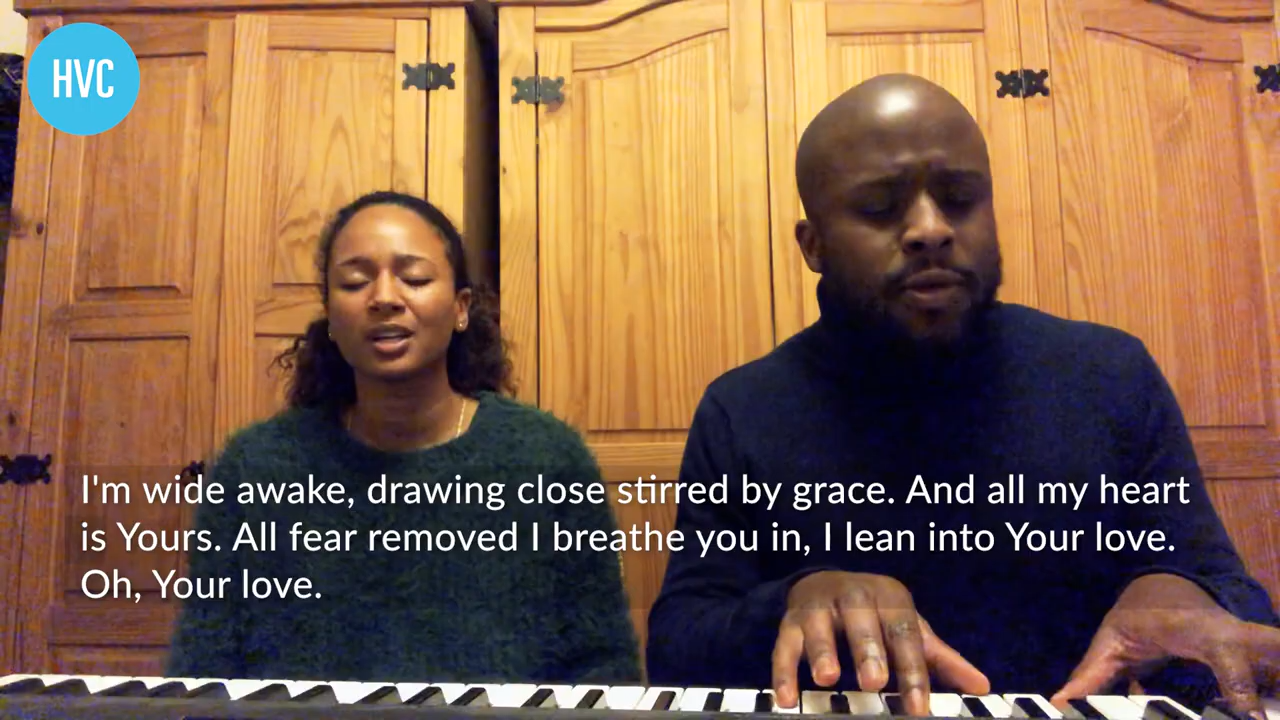 HVC
I'm wide awake, drawing close stirred by grace. And all my heart
is Yours. All fear removed I breathe you in, I lean into Your love.
Oh, Your love.